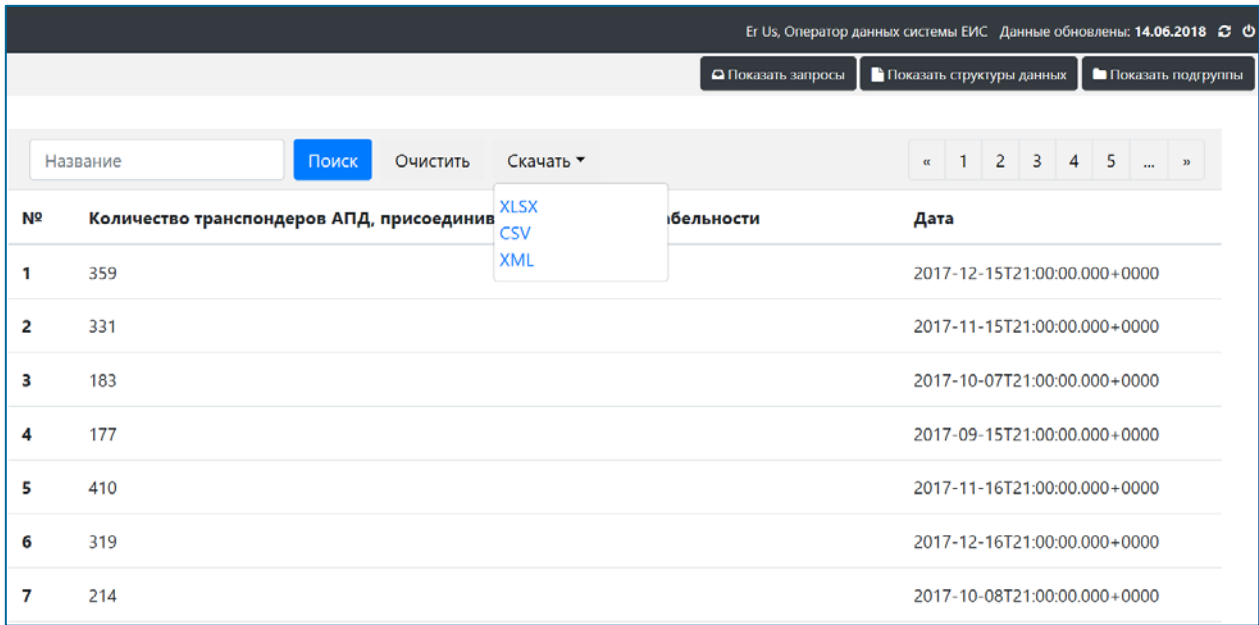 Er Us, Оператор данных системы ЕИС Данные обновлены: 14.06.2018
Показать запросы Показать структуры данных Показать подгруппы
Название Поиск Очистить Скачать « 1 2 3 4 5 ... »
XLSX
CSV
XML
№ Количество транспондеров АПД, Дата
1 359 2017-12-15T21:00:00.000+0000
2 331 2017-11-15T21:00:00.000+0000
3 183 2017-10-07T21:00:00.000+0000
4 177 2017-09-15T21:00:00.000+0000
5 410 2017-11-16T21:00:00.000+0000
6 319 2017-12-16T21:00:00.000+0000
7 214 2017-10-08T21:00:00.000+0000